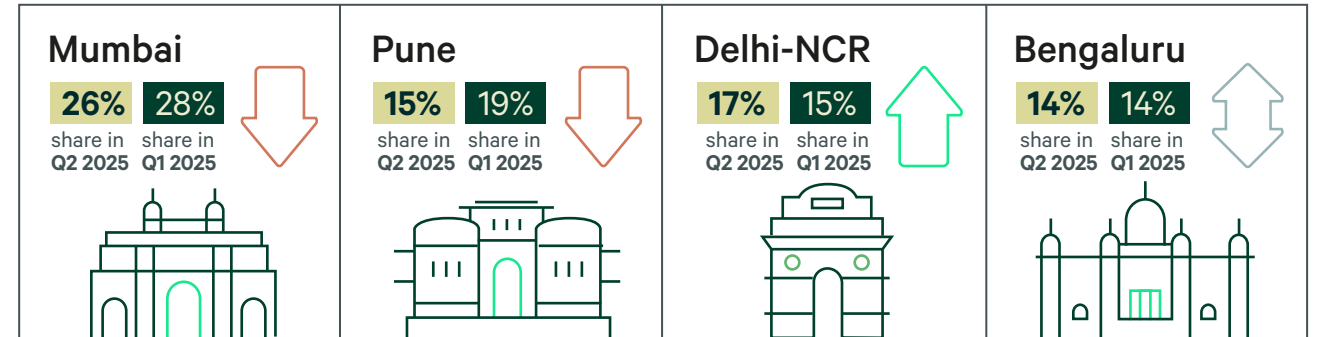 Mumbai
26% 28%
share in share in
Q2 2025 Q1 2025
Pune
15% 19%
share in share in
Q2 2025 Q1 2025
Delhi-NCR
17% 15%
share in share in
Q2 2025 Q1 2025
Bengaluru
14% 14%
share in share in
Q2 2025 Q1 2025